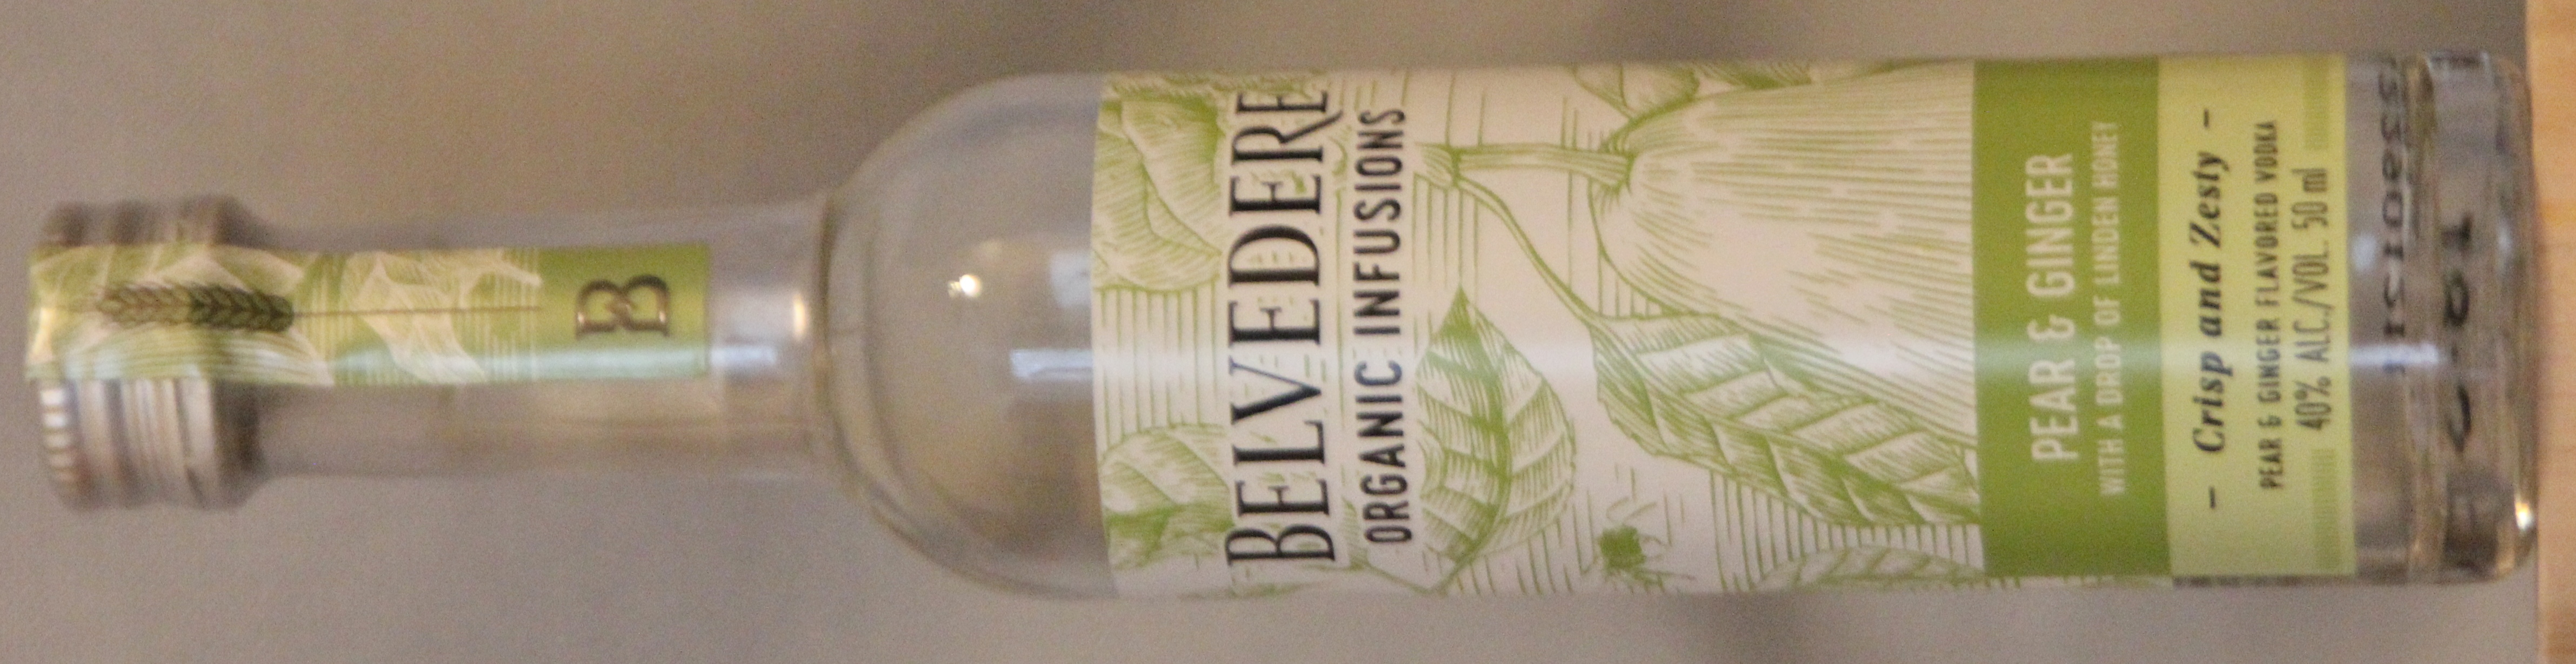 B
BELVEDERE
ORGANIC INFUSIONS
PEAR & GINGER
WITH A DROP OF LINDEN HONEY
– Crisp and Zesty –
PEAR & GINGER FLAVORED VODKA
40% ALC./VOL. 50 ml